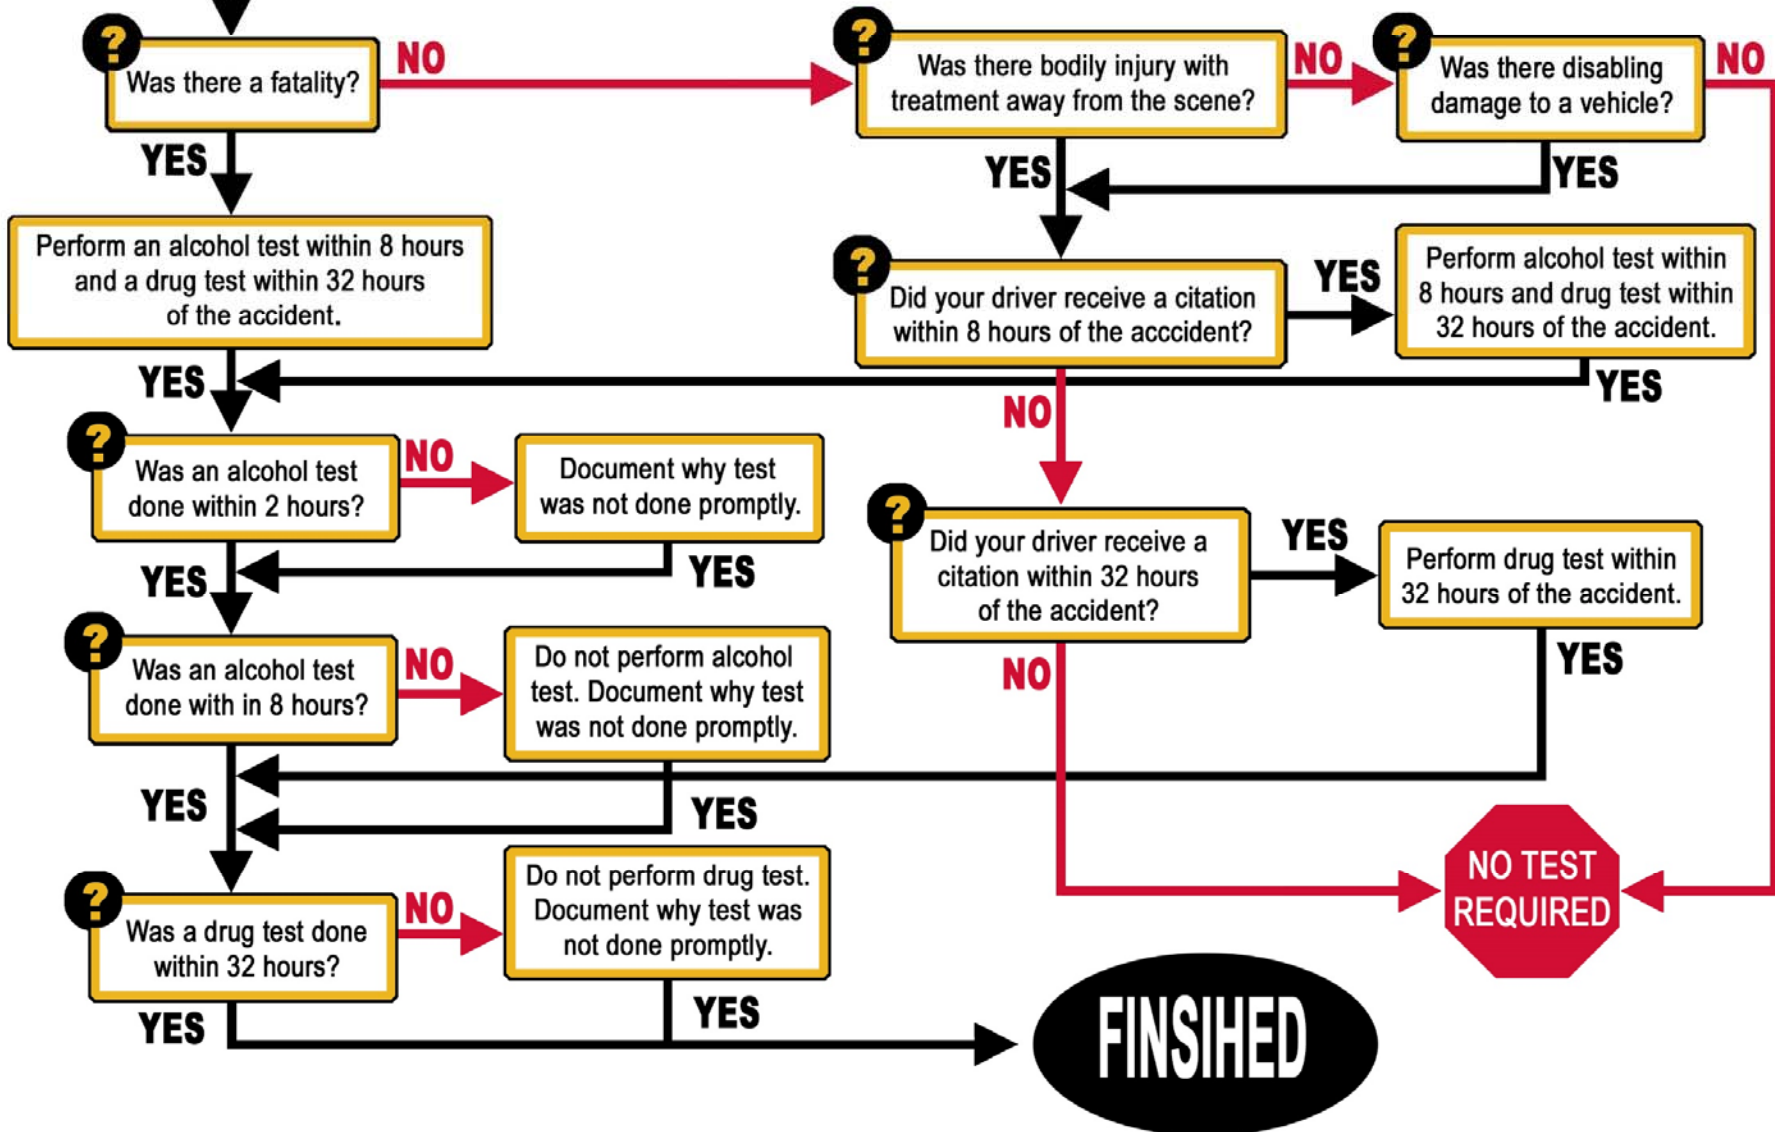 ?
Was there a fatality?
NO
?
Was there bodily injury with
treatment away from the scene?
NO
?
Was there disabling
damage to a vehicle?
NO
YES
YES
YES
Perform an alcohol test within 8 hours
and a drug test within 32 hours
of the accident.
?
Did your driver receive a citation
within 8 hours of the acccident?
YES
Perform alcohol test within
8 hours and drug test within
32 hours of the accident.
YES
YES
NO
?
Was an alcohol test
done within 2 hours?
NO
Document why test
was not done promptly.
YES
YES
?
Did your driver receive a
citation within 32 hours
of the accident?
YES
Perform drug test within
32 hours of the accident.
NO
YES
?
Was an alcohol test
done with in 8 hours?
NO
Do not perform alcohol
test. Document why test
was not done promptly.
YES
YES
?
Was a drug test done
within 32 hours?
NO
Do not perform drug test.
Document why test was
not done promptly.
YES
YES
NO TEST
REQUIRED
FINSIHED